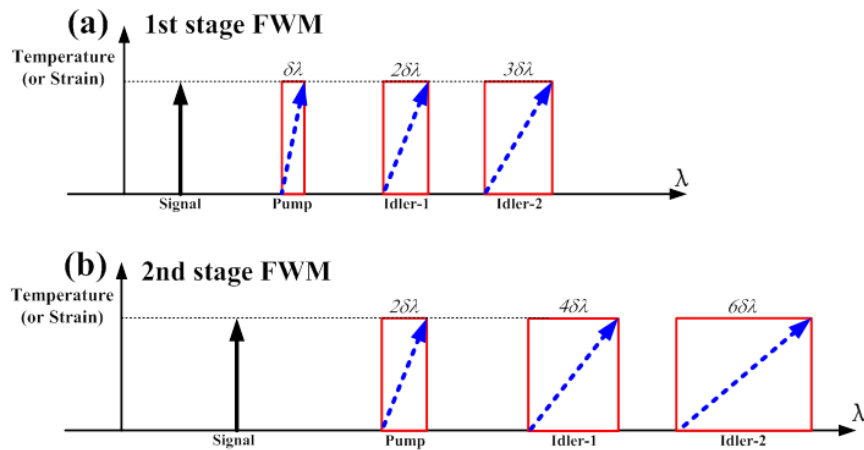 (a) 1st stage FWM
Temperature
(or Strain)
δλ 2δλ 3δλ
λ
Signal Pump Idler-1 Idler-2
(b) 2nd stage FWM
Temperature
(or Strain)
2δλ 4δλ 6δλ
λ
Signal Pump Idler-1 Idler-2